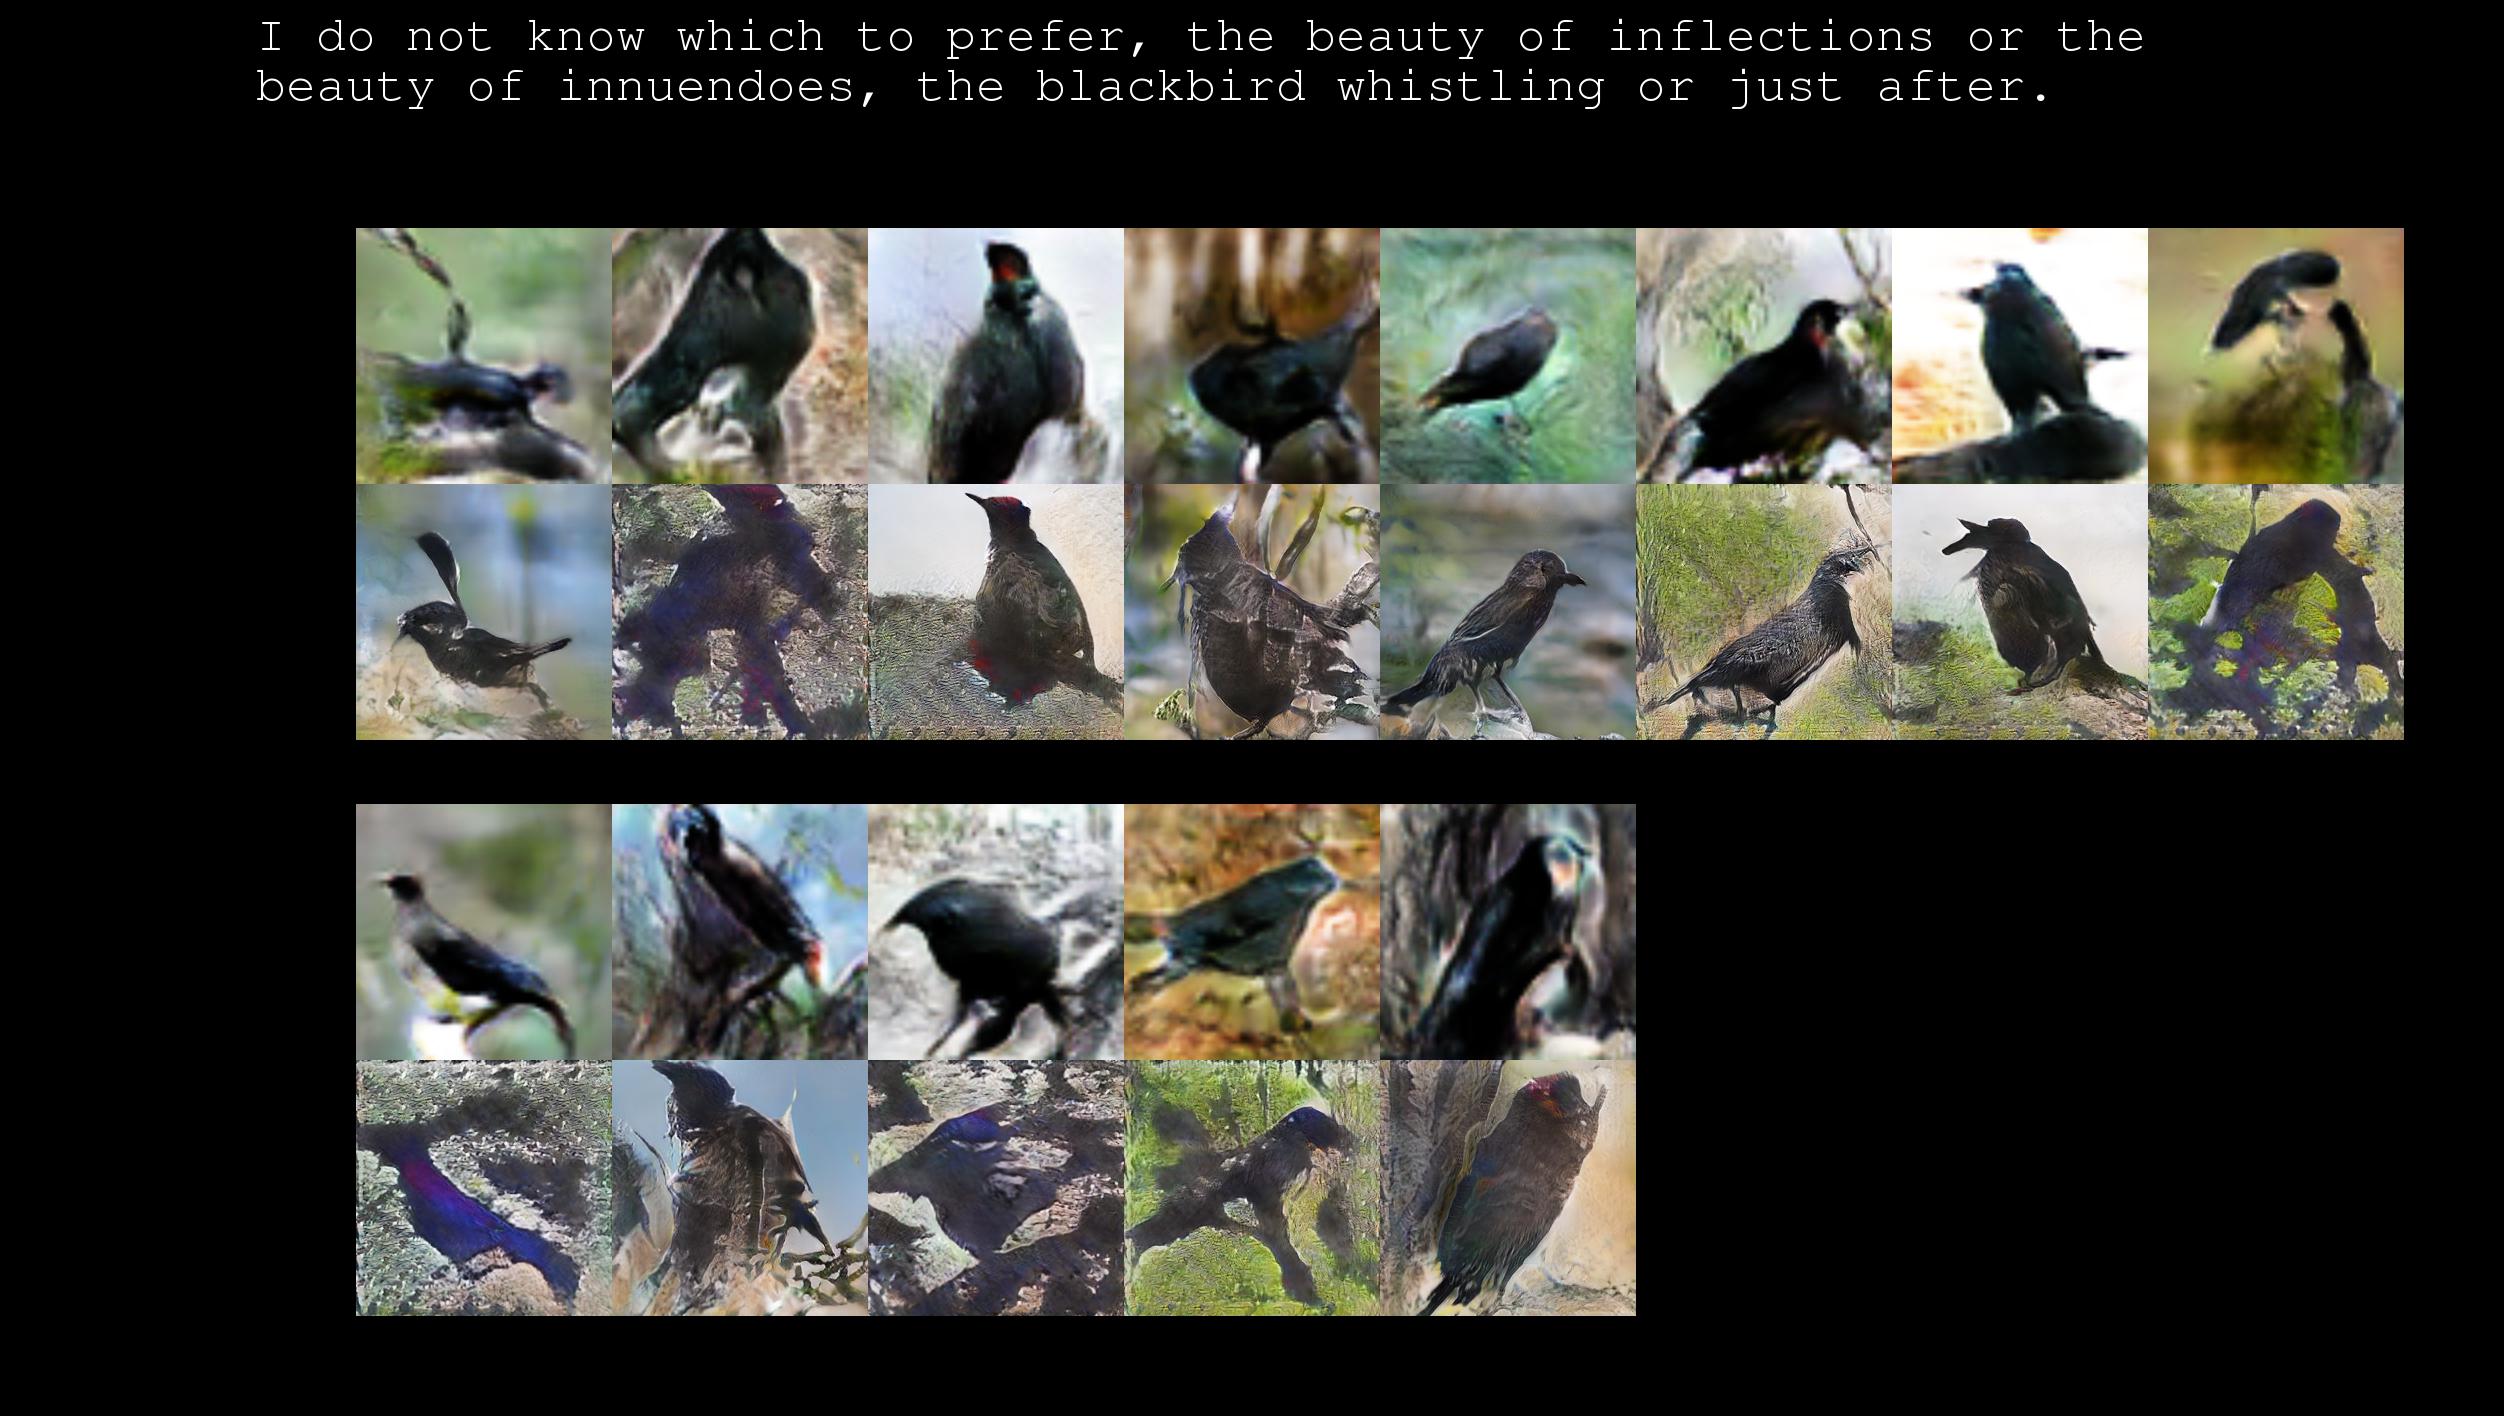 I do not know which to prefer, the beauty of inflections or the
beauty of innuendoes, the blackbird whistling or just after.